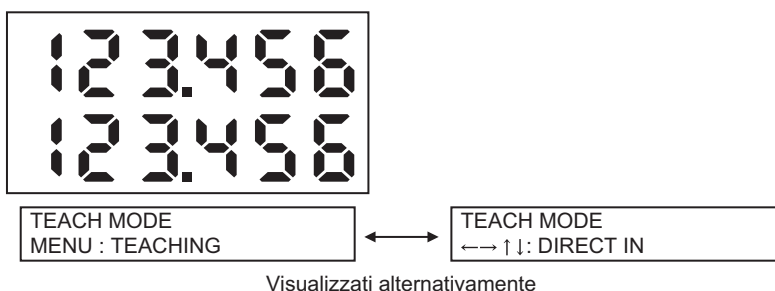 123.456
123.456
TEACH MODE
MENU : TEACHING
TEACH MODE
←→↑↓: DIRECT IN
Visualizzati alternativamente